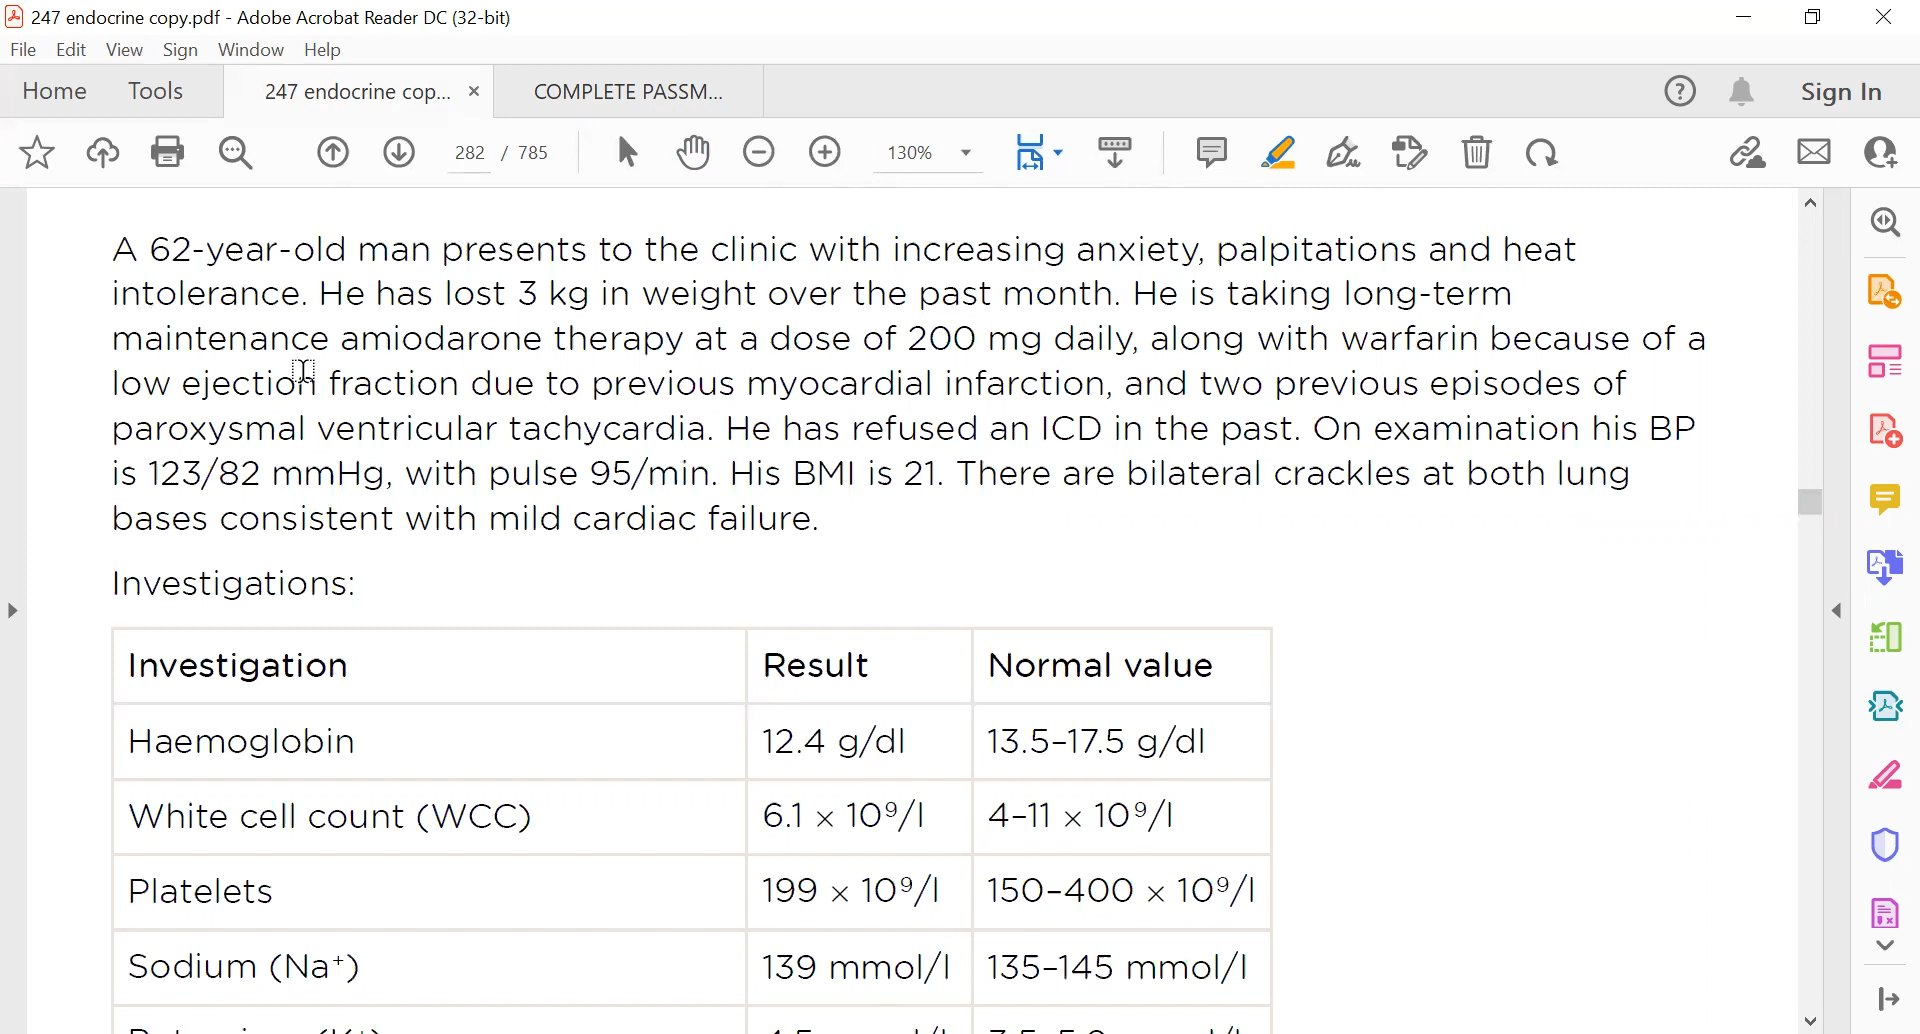 247 endocrine copy.pdf - Adobe Acrobat Reader DC (32-bit)
File Edit View Sign Window Help
Home Tools 247 endocrine cop... × COMPLETE PASSM... Sign In
282 / 785 130%
A 62-year-old man presents to the clinic with increasing anxiety, palpitations and heat
intolerance. He has lost 3 kg in weight over the past month. He is taking long-term
maintenance amiodarone therapy at a dose of 200 mg daily, along with warfarin because of a
low ejection fraction due to previous myocardial infarction, and two previous episodes of
paroxysmal ventricular tachycardia. He has refused an ICD in the past. On examination his BP
is 123/82 mmHg, with pulse 95/min. His BMI is 21. There are bilateral crackles at both lung
bases consistent with mild cardiac failure.
Investigations:
Investigation Result Normal value
Haemoglobin 12.4 g/dl 13.5–17.5 g/dl
White cell count (WCC) 6.1 × 10⁹/l 4–11 × 10⁹/l
Platelets 199 × 10⁹/l 150–400 × 10⁹/l
Sodium (Na⁺) 139 mmol/l 135–145 mmol/l